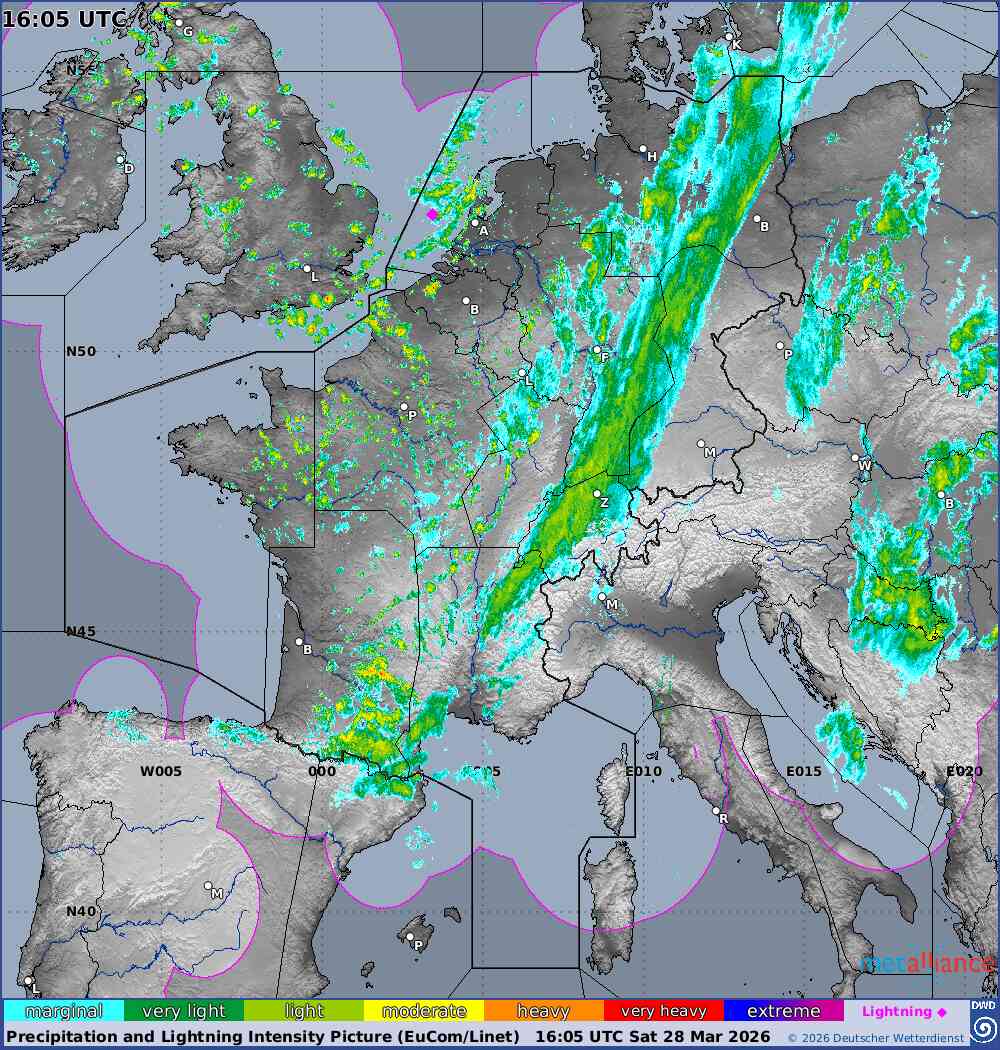 16:05 UTC
G
K
N55
H
D
A
B
L
B
N50
P
F
L
P
M
W
Z
B
M
N45
B
W005
000
005
E010
E015
E020
R
M
N40
P
L
metalliance
marginal very light light moderate heavy very heavy extreme Lightning ◆
DWD
Precipitation and Lightning Intensity Picture (EuCom/Linet) 16:05 UTC Sat 28 Mar 2026 © 2026 Deutscher Wetterdienst